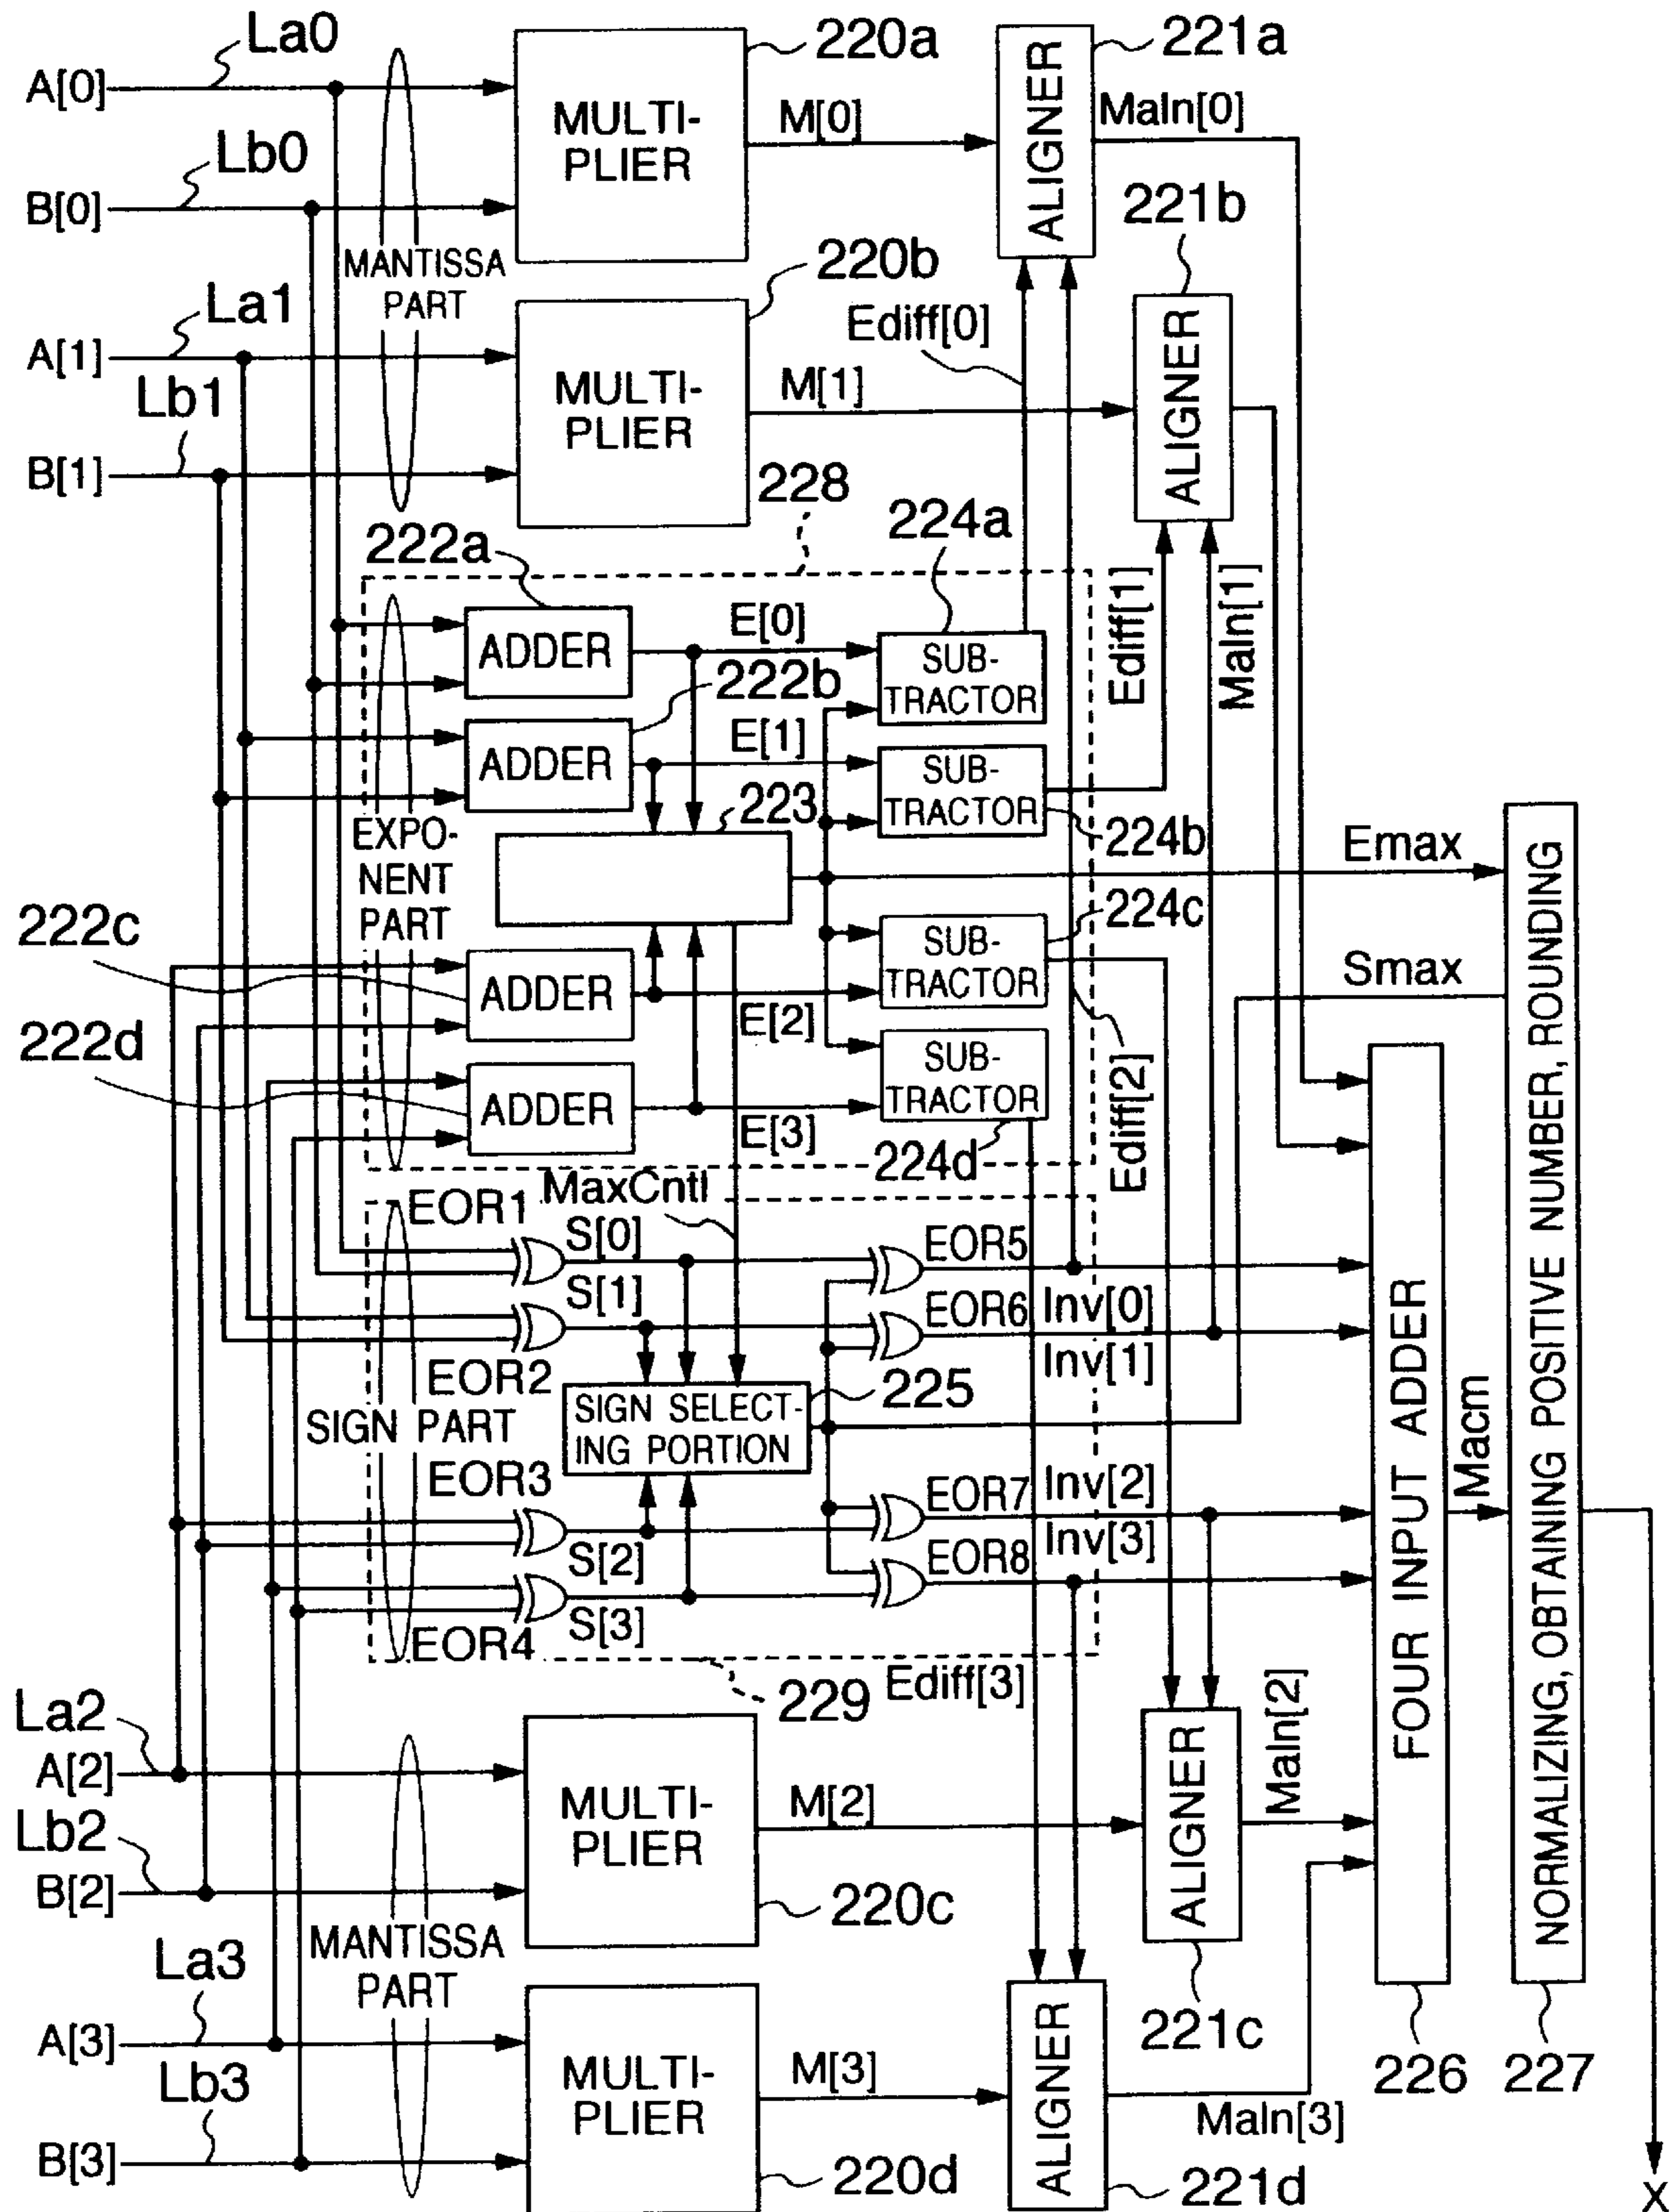 La0
220a
221a
A[0]
MULTI-
PLIER
M[0]
ALIGNER
Maln[0]
Lb0
B[0]
221b
MANTISSA
PART
220b
La1
Ediff[0]
A[1]
MULTI-
PLIER
M[1]
ALIGNER
Lb1
B[1]
228
224a
222a
Ediff[1]
Maln[1]
ADDER
E[0]
SUB-
TRACTOR
222b
ADDER
E[1]
SUB-
TRACTOR
223
224b
EXPO-
NENT
PART
Emax
222c
224c
ADDER
SUB-
TRACTOR
Smax
E[2]
222d
ADDER
SUB-
TRACTOR
E[3]
224d
Ediff[2]
MaxCntl
EOR1
S[0]
EOR5
S[1]
EOR6
Inv[0]
Inv[1]
EOR2
225
SIGN PART
SIGN SELECT-
ING PORTION
EOR3
EOR7
Inv[2]
S[2]
Inv[3]
EOR8
S[3]
EOR4
FOUR INPUT ADDER
Macm
NORMALIZING, OBTAINING POSITIVE NUMBER, ROUNDING
229
Ediff[3]
La2
A[2]
MULTI-
PLIER
M[2]
ALIGNER
Maln[2]
Lb2
B[2]
220c
MANTISSA
PART
La3
221c
A[3]
MULTI-
PLIER
M[3]
ALIGNER
226
227
Lb3
Maln[3]
B[3]
220d
221d
X